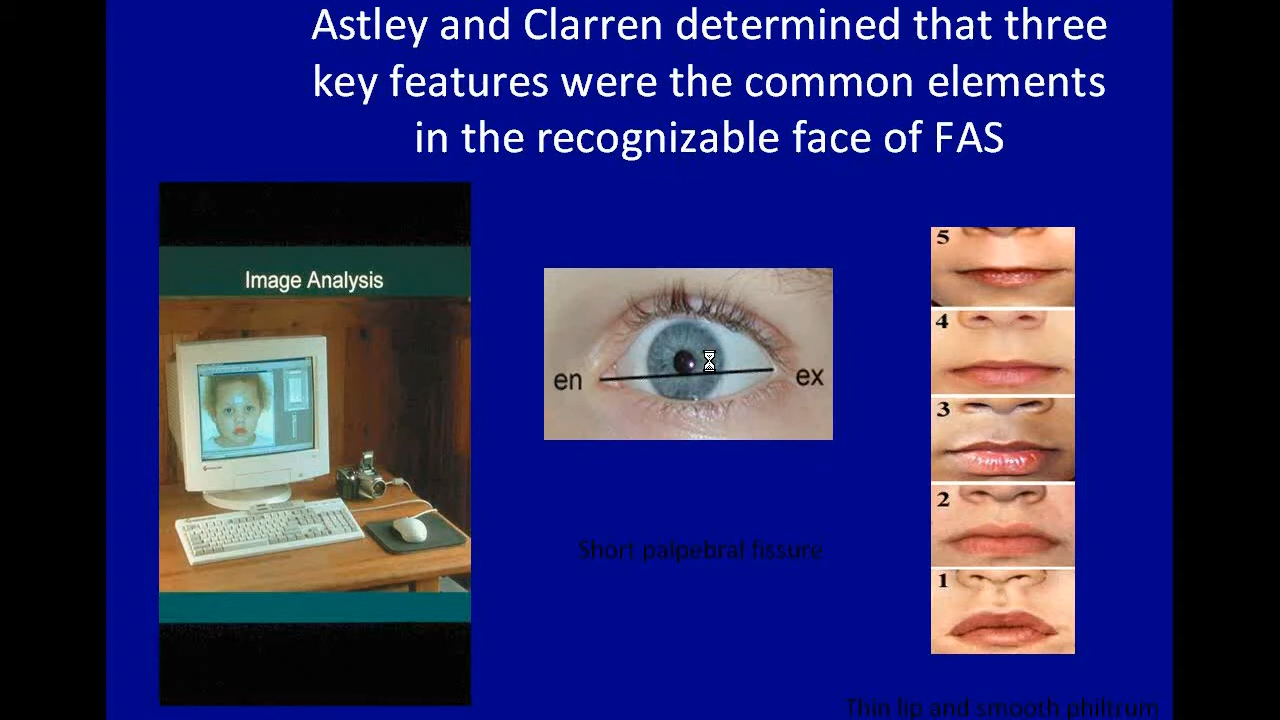 Astley and Clarren determined that three
key features were the common elements
in the recognizable face of FAS
Image Analysis
en
ex
5
4
3
2
1
Short palpebral fissure
Thin lip and smooth philtrum